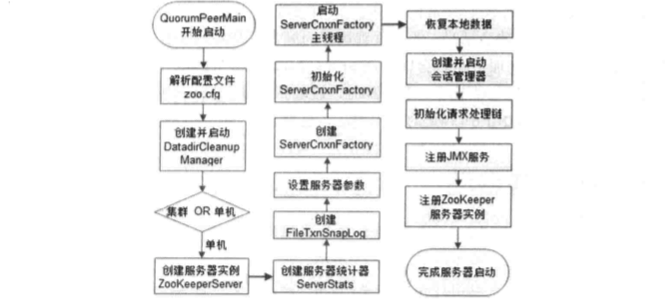 QuorumPeerMain
开始启动
解析配置文件
zoo.cfg
创建并启动
DatadirCleanup
Manager
集群 OR 单机
单机
创建服务器实例
ZooKeeperServer
创建服务器统计器
ServerStats
创建
FileTxnSnapLog
设置服务器参数
创建
ServerCnxnFactory
初始化
ServerCnxnFactory
启动
ServerCnxnFactory
主线程
恢复本地数据
创建并启动
会话管理器
初始化请求处理链
注册JMX服务
注册ZooKeeper
服务器实例
完成服务器启动